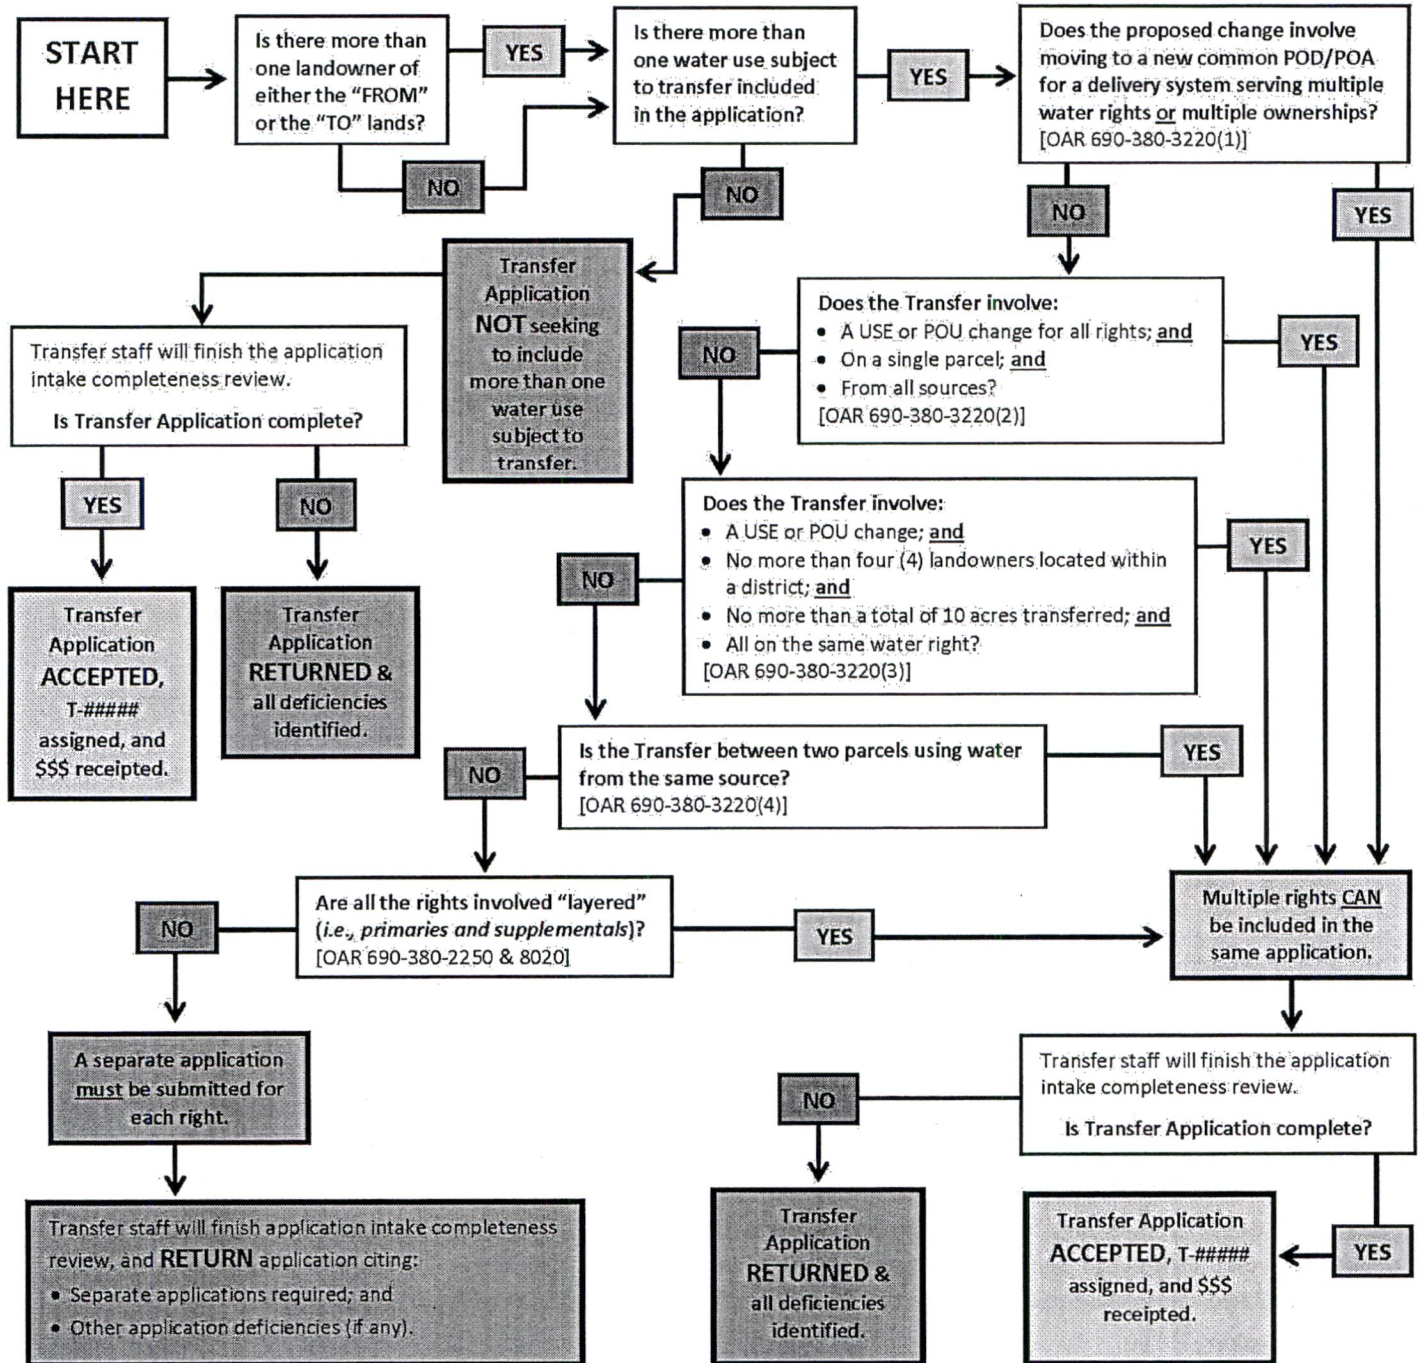 START
HERE
Is there more than
one landowner of
either the “FROM”
or the “TO” lands?
YES
NO
Is there more than
one water use subject
to transfer included
in the application?
YES
NO
Does the proposed change involve
moving to a new common POD/POA
for a delivery system serving multiple
water rights or multiple ownerships?
[OAR 690-380-3220(1)]
NO
YES
Transfer
Application
NOT seeking
to include
more than one
water use
subject to
transfer.
Does the Transfer involve:
• A USE or POU change for all rights; and
• On a single parcel; and
• From all sources?
[OAR 690-380-3220(2)]
NO
YES
Transfer staff will finish the application
intake completeness review.
Is Transfer Application complete?
YES
NO
Transfer
Application
ACCEPTED,
T-#####
assigned, and
$$$ receipted.
Transfer
Application
RETURNED &
all deficiencies
identified.
Does the Transfer involve:
• A USE or POU change; and
• No more than four (4) landowners located within
a district; and
• No more than a total of 10 acres transferred; and
• All on the same water right?
[OAR 690-380-3220(3)]
NO
YES
Is the Transfer between two parcels using water
from the same source?
[OAR 690-380-3220(4)]
NO
YES
Are all the rights involved “layered”
(i.e., primaries and supplementals)?
[OAR 690-380-2250 & 8020]
NO
YES
Multiple rights CAN
be included in the
same application.
A separate application
must be submitted for
each right.
Transfer staff will finish the application
intake completeness review.
Is Transfer Application complete?
NO
YES
Transfer staff will finish application intake completeness
review, and RETURN application citing:
• Separate applications required; and
• Other application deficiencies (if any).
Transfer
Application
RETURNED &
all deficiencies
identified.
Transfer Application
ACCEPTED, T-#####
assigned, and $$$
receipted.